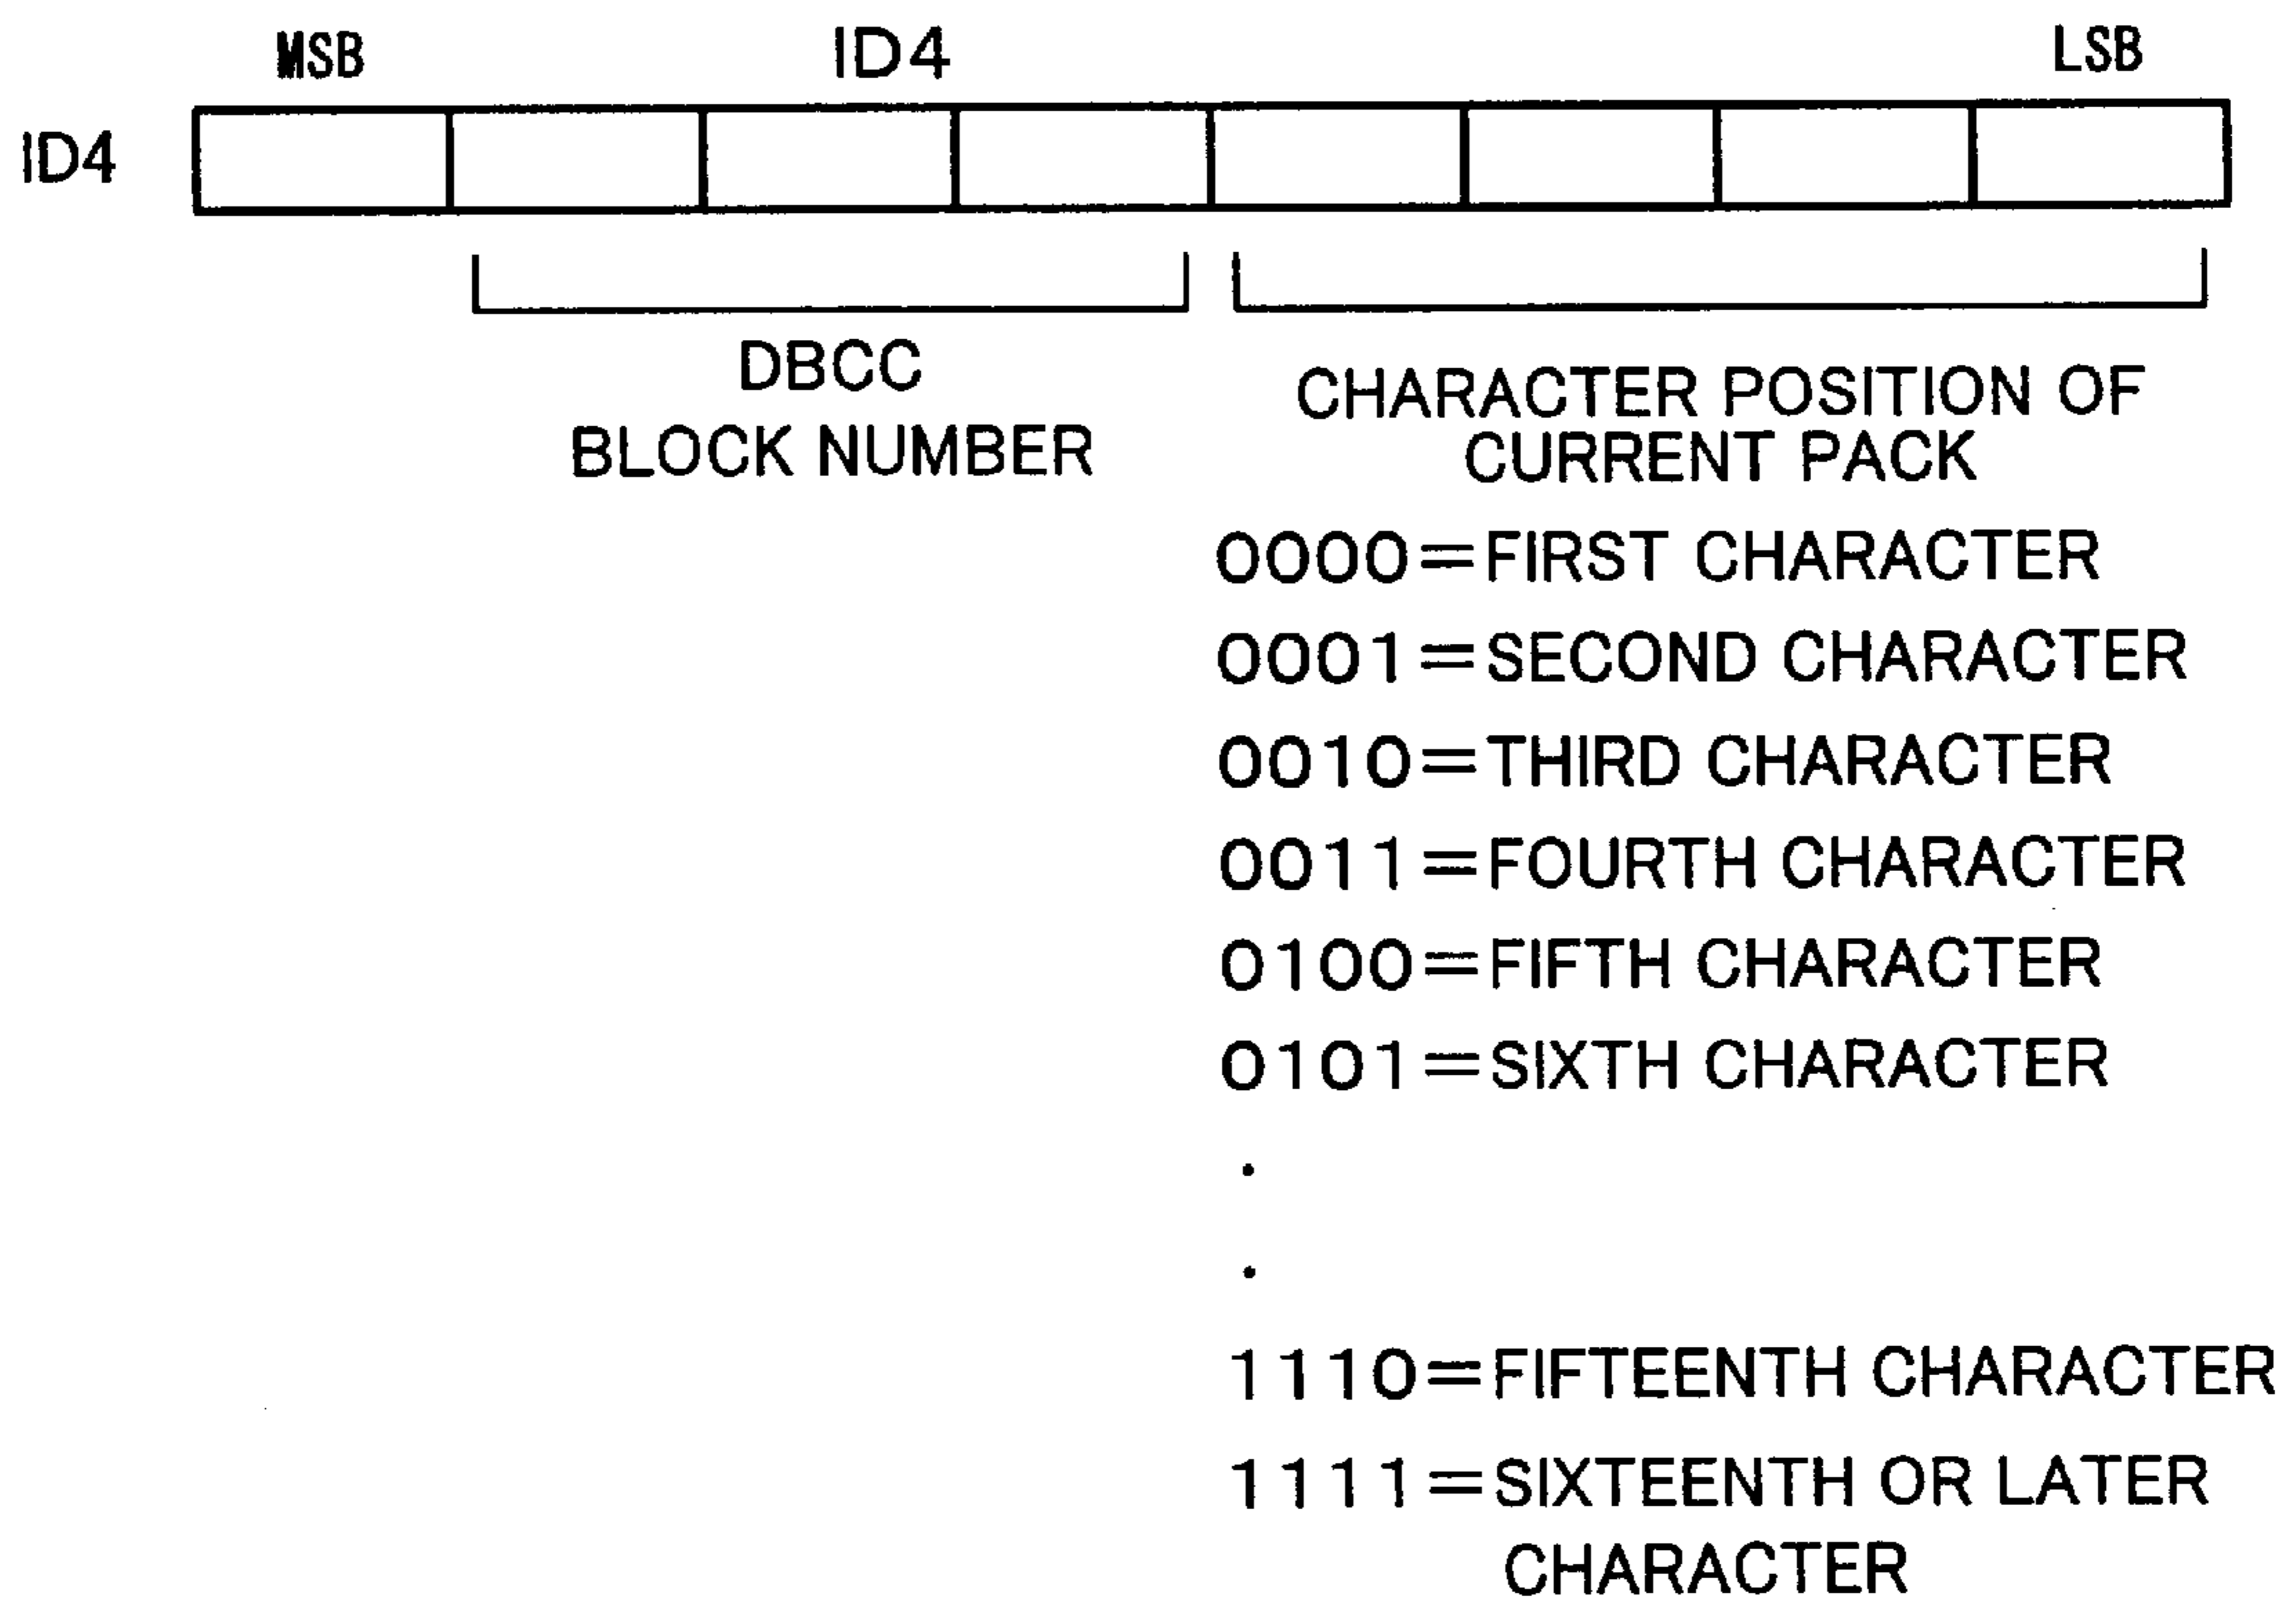 MSB ID4 LSB
ID4
DBCC
BLOCK NUMBER
CHARACTER POSITION OF
CURRENT PACK
0000=FIRST CHARACTER
0001=SECOND CHARACTER
0010=THIRD CHARACTER
0011=FOURTH CHARACTER
0100=FIFTH CHARACTER
0101=SIXTH CHARACTER
.
.
1110=FIFTEENTH CHARACTER
1111=SIXTEENTH OR LATER
CHARACTER